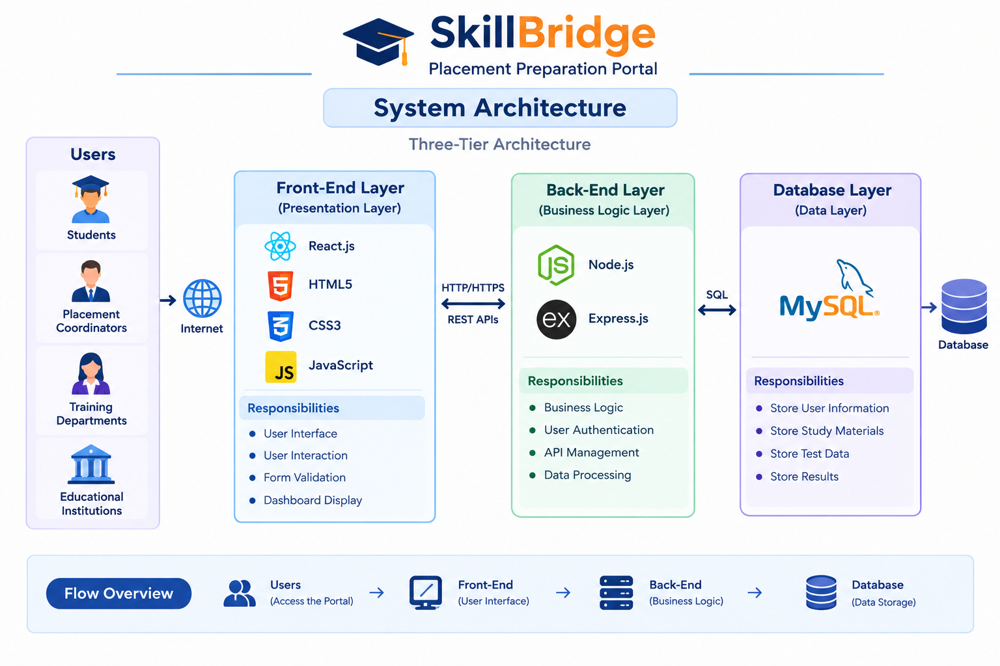 SkillBridge
Placement Preparation Portal
System Architecture
Three-Tier Architecture
Users
Students
Placement
Coordinators
Training
Departments
Educational
Institutions
Internet
Front-End Layer
(Presentation Layer)
React.js
5
HTML5
3
CSS3
JS
JavaScript
Responsibilities
User Interface
User Interaction
Form Validation
Dashboard Display
HTTP/HTTPS
REST APIs
Back-End Layer
(Business Logic Layer)
JS
Node.js
ex
Express.js
Responsibilities
Business Logic
User Authentication
API Management
Data Processing
SQL
Database Layer
(Data Layer)
MySQL®
Responsibilities
Store User Information
Store Study Materials
Store Test Data
Store Results
Database
Flow Overview
Users
(Access the Portal)
Front-End
(User Interface)
Back-End
(Business Logic)
Database
(Data Storage)